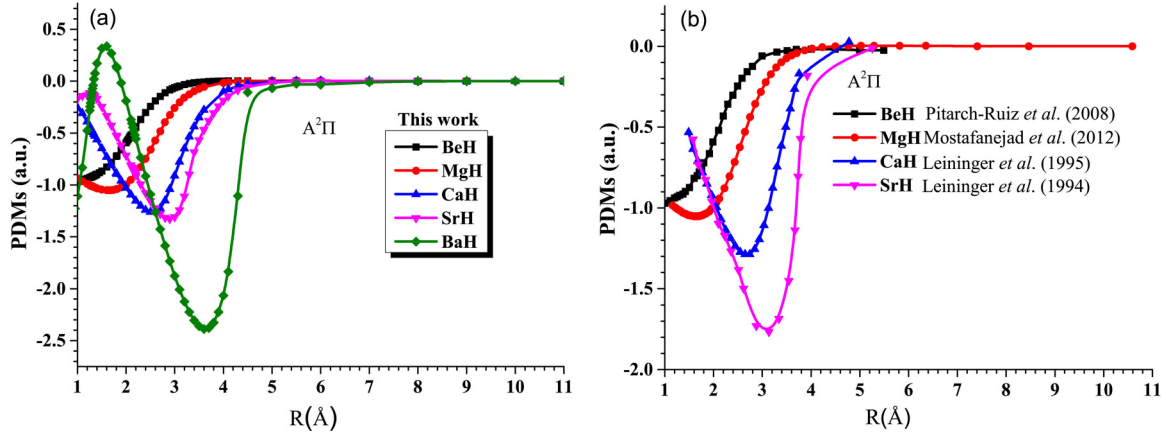 (a)
0.5
0.0
-0.5
-1.0
-1.5
-2.0
-2.5
PDMs (a.u.)
A²Π
This work
BeH
MgH
CaH
SrH
BaH
1 2 3 4 5 6 7 8 9 10 11
R(Å)
(b)
0.0
-0.5
-1.0
-1.5
-2.0
PDMs (a.u.)
A²Π
BeH Pitarch-Ruiz et al. (2008)
MgH Mostafanejad et al. (2012)
CaH Leininger et al. (1995)
SrH Leininger et al. (1994)
1 2 3 4 5 6 7 8 9 10 11
R(Å)